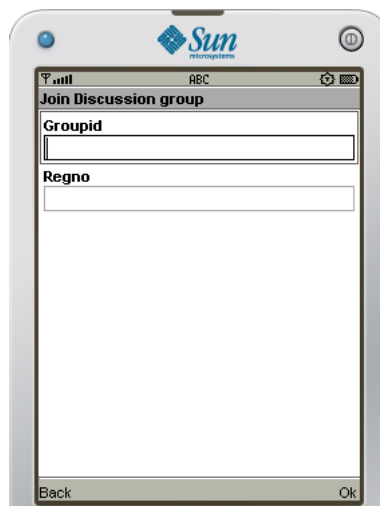 Sun
microsystems
ABC
Join Discussion group
Groupid
Regno
Back Ok